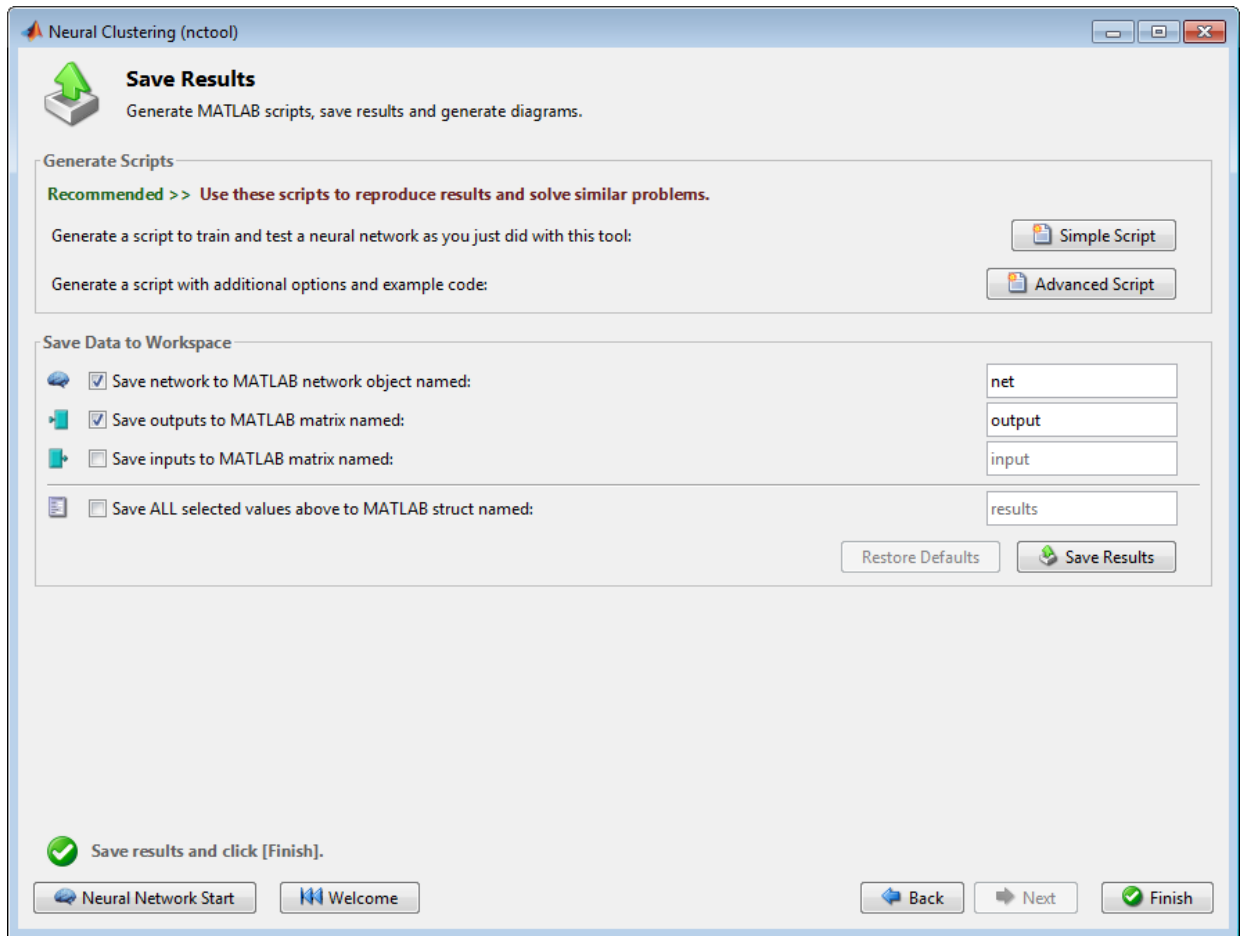 Neural Clustering (nctool)
Save Results
Generate MATLAB scripts, save results and generate diagrams.
Generate Scripts
Recommended >> Use these scripts to reproduce results and solve similar problems.
Generate a script to train and test a neural network as you just did with this tool:
Simple Script
Generate a script with additional options and example code:
Advanced Script
Save Data to Workspace
Save network to MATLAB network object named:
net
Save outputs to MATLAB matrix named:
output
Save inputs to MATLAB matrix named:
input
Save ALL selected values above to MATLAB struct named:
results
Restore Defaults
Save Results
Save results and click [Finish].
Neural Network Start
Welcome
Back
Next
Finish